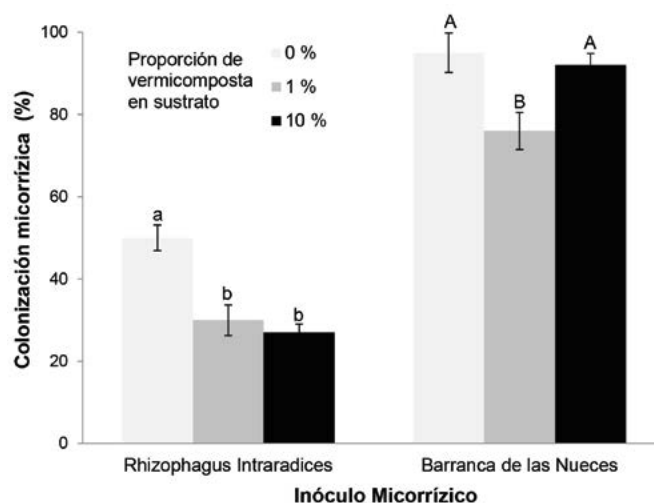 Colonización micorrízica (%)
100
80
60
40
20
0
Proporción de
vermicomposta
en sustrato
0 %
1 %
10 %
a
b
b
A
B
A
Rhizophagus Intraradices
Barranca de las Nueces
Inóculo Micorrízico